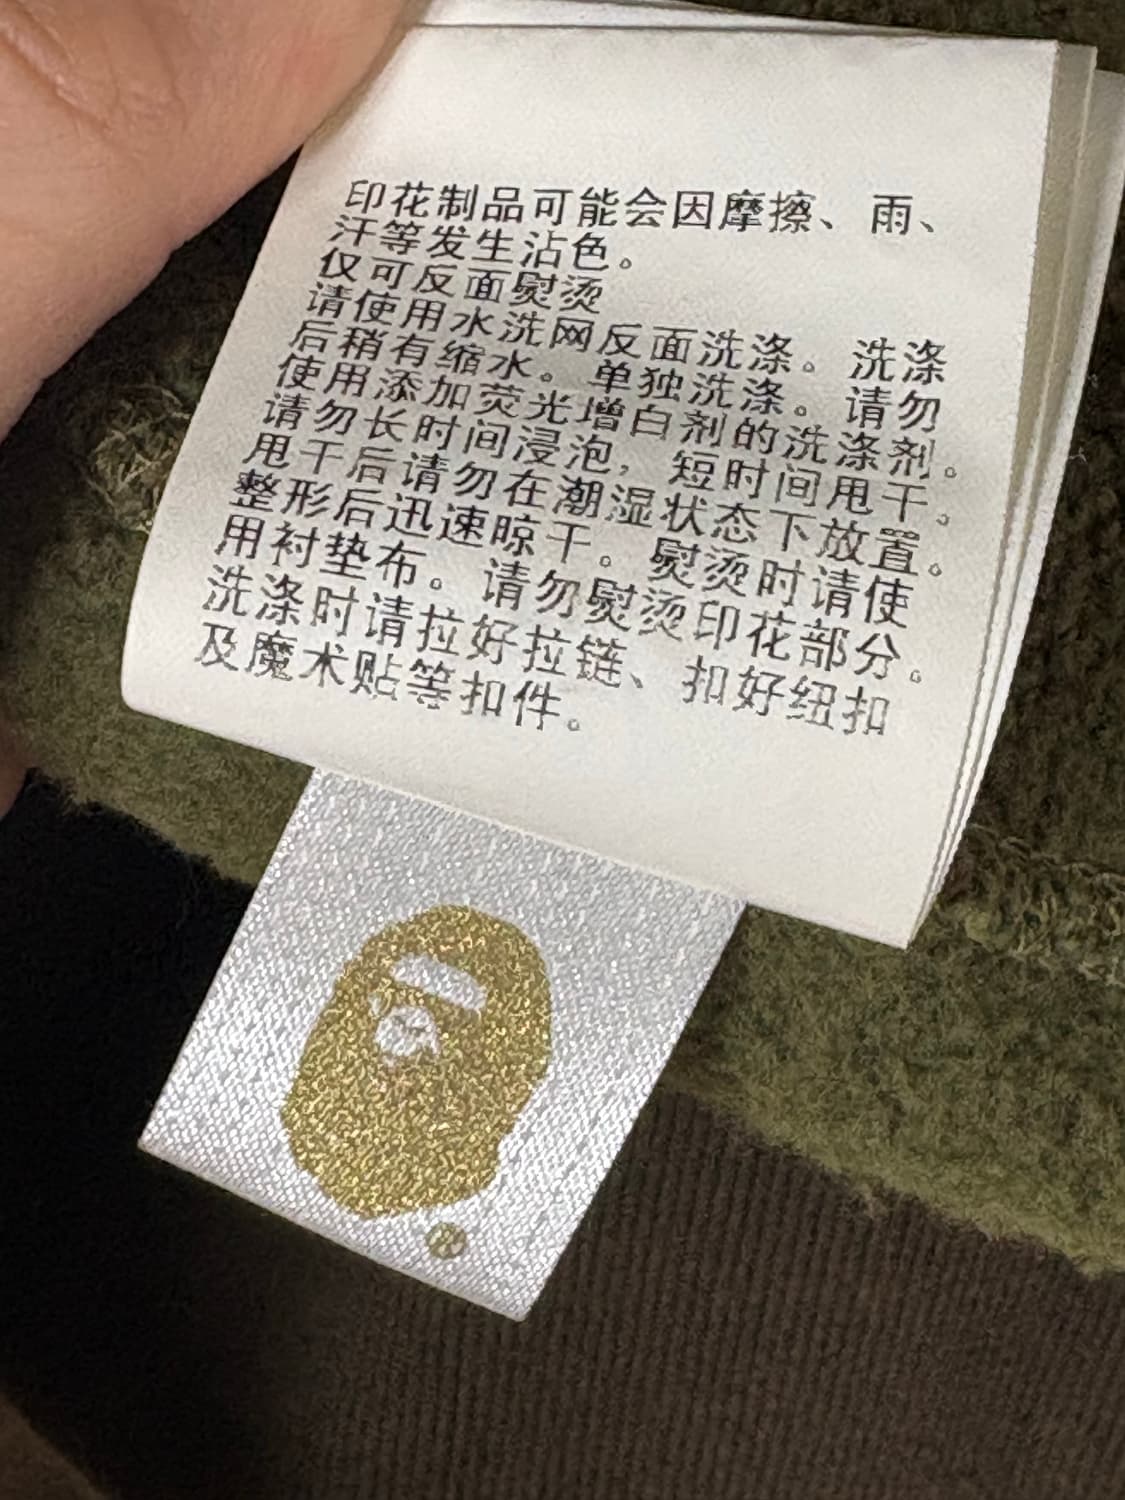 印花制品可能会因摩擦、雨、
汗等发生沾色。
仅可反面熨烫
请使用水洗网反面洗涤。洗涤
后稍有缩水。单独洗涤。请勿
使用添加荧光增白剂的洗涤剂。
请勿长时间浸泡，短时间甩干。
甩干后请勿在潮湿状态下放置。
整形后迅速晾干。熨烫时请使
用衬垫布。请勿熨烫印花部分。
洗涤时请拉好拉链、扣好纽扣
及魔术贴等扣件。